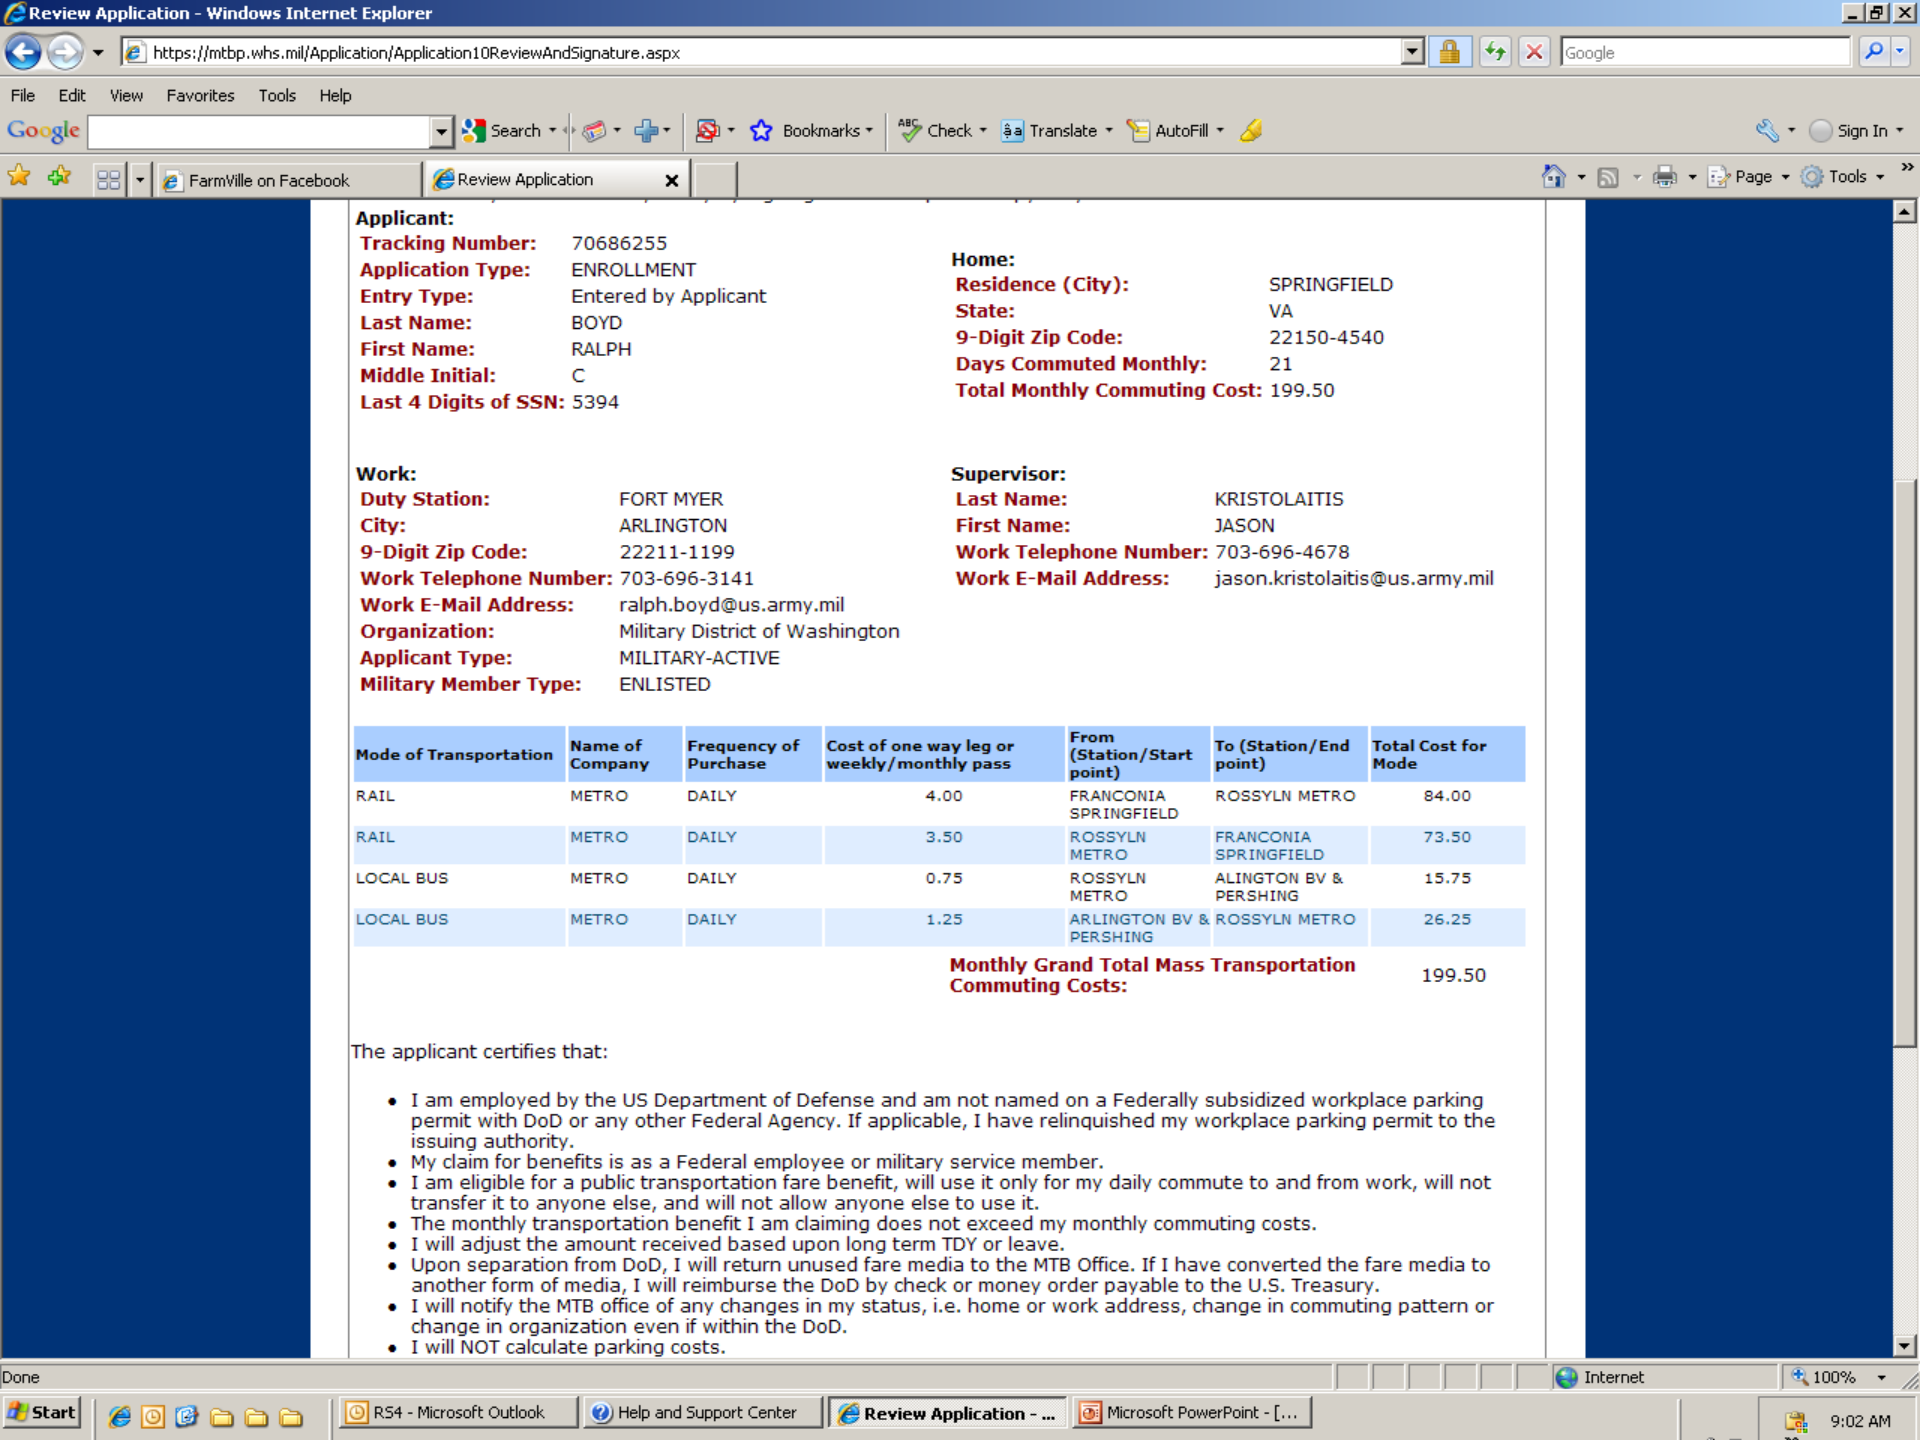 Review Application - Windows Internet Explorer
https://mtbp.whs.mil/Application/Application10ReviewAndSignature.aspx
Google
File Edit View Favorites Tools Help
Google Search Bookmarks Check Translate AutoFill Sign In
FarmVille on Facebook Review Application Page Tools
Applicant:
Tracking Number: 70686255
Application Type: ENROLLMENT
Entry Type: Entered by Applicant
Last Name: BOYD
First Name: RALPH
Middle Initial: C
Last 4 Digits of SSN: 5394
Home:
Residence (City): SPRINGFIELD
State: VA
9-Digit Zip Code: 22150-4540
Days Commuted Monthly: 21
Total Monthly Commuting Cost: 199.50
Work:
Duty Station: FORT MYER
City: ARLINGTON
9-Digit Zip Code: 22211-1199
Work Telephone Number: 703-696-3141
Work E-Mail Address: ralph.boyd@us.army.mil
Organization: Military District of Washington
Applicant Type: MILITARY-ACTIVE
Military Member Type: ENLISTED
Supervisor:
Last Name: KRISTOLAITIS
First Name: JASON
Work Telephone Number: 703-696-4678
Work E-Mail Address: jason.kristolaitis@us.army.mil
Mode of Transportation Name of Company Frequency of Purchase Cost of one way leg or weekly/monthly pass From (Station/Start point) To (Station/End point) Total Cost for Mode
RAIL METRO DAILY 4.00 FRANCONIA SPRINGFIELD ROSSYLN METRO 84.00
RAIL METRO DAILY 3.50 ROSSYLN METRO FRANCONIA SPRINGFIELD 73.50
LOCAL BUS METRO DAILY 0.75 ROSSYLN METRO ALINGTON BV & PERSHING 15.75
LOCAL BUS METRO DAILY 1.25 ARLINGTON BV & PERSHING ROSSYLN METRO 26.25
Monthly Grand Total Mass Transportation Commuting Costs: 199.50
The applicant certifies that:
• I am employed by the US Department of Defense and am not named on a Federally subsidized workplace parking
permit with DoD or any other Federal Agency. If applicable, I have relinquished my workplace parking permit to the
issuing authority.
• My claim for benefits is as a Federal employee or military service member.
• I am eligible for a public transportation fare benefit, will use it only for my daily commute to and from work, will not
transfer it to anyone else, and will not allow anyone else to use it.
• The monthly transportation benefit I am claiming does not exceed my monthly commuting costs.
• I will adjust the amount received based upon long term TDY or leave.
• Upon separation from DoD, I will return unused fare media to the MTB Office. If I have converted the fare media to
another form of media, I will reimburse the DoD by check or money order payable to the U.S. Treasury.
• I will notify the MTB office of any changes in my status, i.e. home or work address, change in commuting pattern or
change in organization even if within the DoD.
• I will NOT calculate parking costs.
Done Internet 100%
Start RS4 - Microsoft Outlook Help and Support Center Review Application - ... Microsoft PowerPoint - [... 9:02 AM